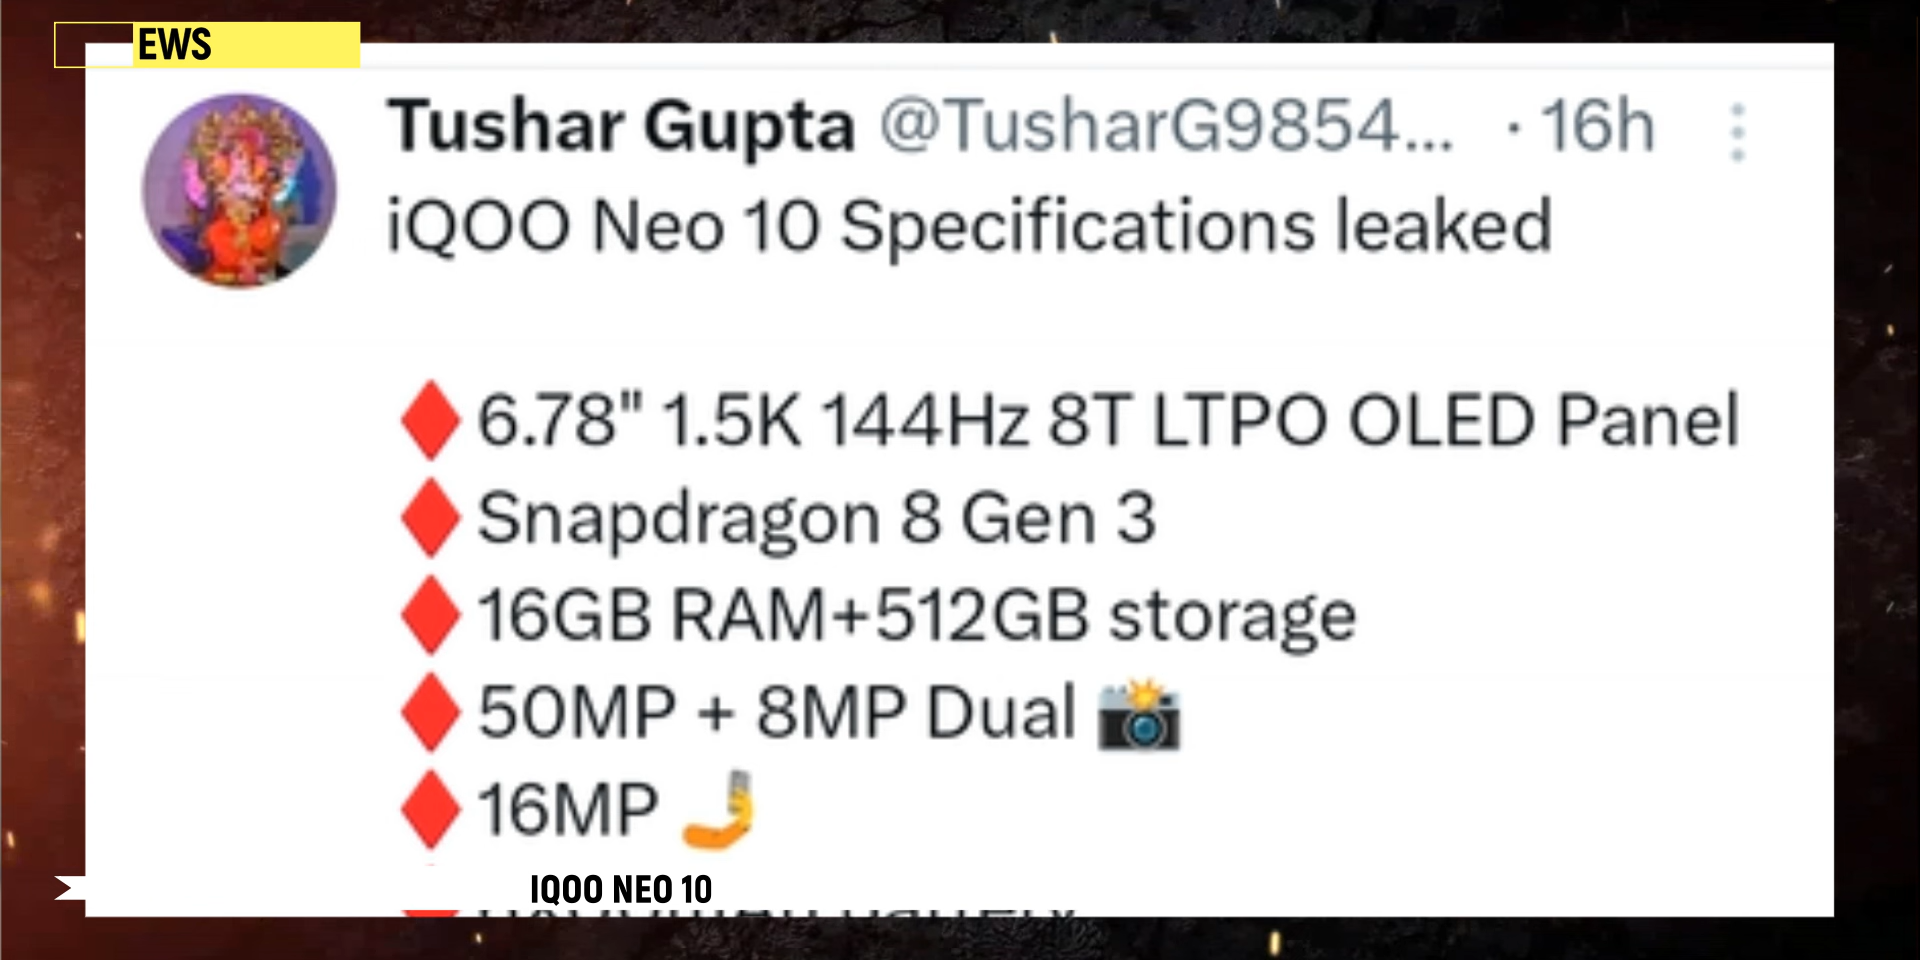 EWS
Tushar Gupta @TusharG9854... · 16h
iQOO Neo 10 Specifications leaked
6.78" 1.5K 144Hz 8T LTPO OLED Panel
Snapdragon 8 Gen 3
16GB RAM+512GB storage
50MP + 8MP Dual 📸
16MP 🤳
IQOO NEO 10